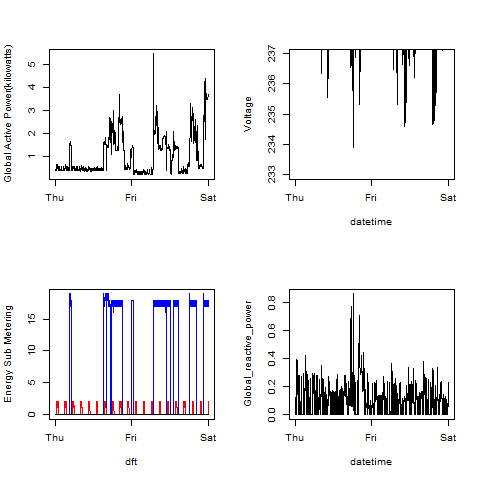 Global Active Power(kilowatts)
1 2 3 4 5
Thu Fri Sat
Voltage
233 234 235 236 237
Thu Fri Sat
datetime
Energy Sub Metering
0 5 10 15
Thu Fri Sat
dft
Global_reactive_power
0.0 0.2 0.4 0.6 0.8
Thu Fri Sat
datetime